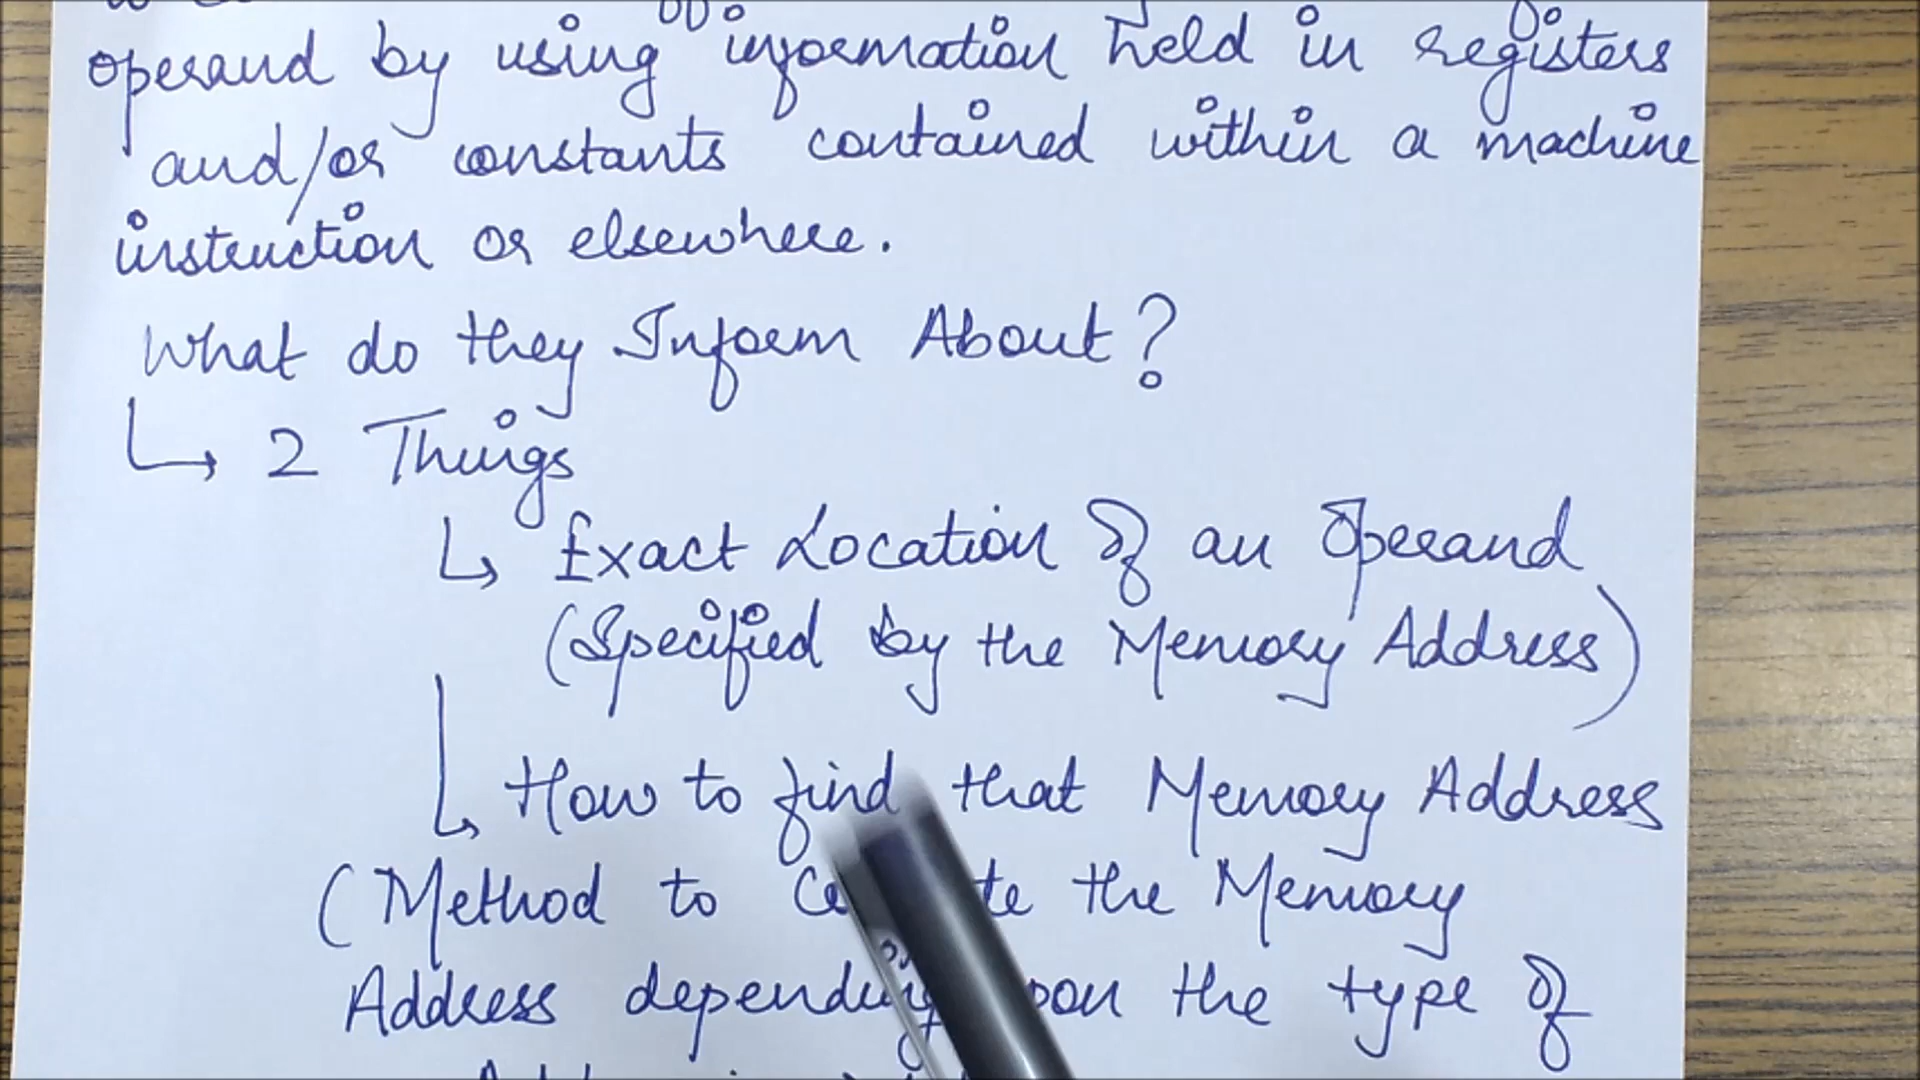 operand by using information held in registers
and/or constants contained within a machine
instruction or elsewhere.
What do they Inform About?
↳ 2 Things
↳ Exact Location of an Operand
(Specified by the Memory Address)
↳ How to find that Memory Address
(Method to the Memory
Address depending upon the type of